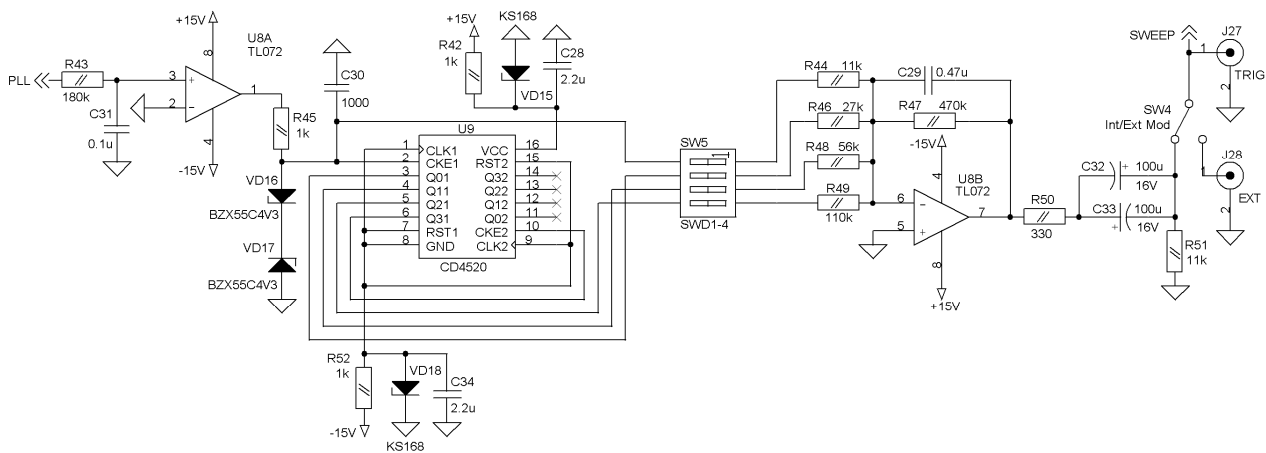 PLL
R43
180k
C31
0.1u
+15V
U8A
TL072
8
3
+
2
−
1
4
-15V
R45
1k
VD16
BZX55C4V3
VD17
BZX55C4V3
C30
1000
+15V
R42
1k
KS168
VD15
C28
2.2u
U9
1 CLK1 VCC 16
2 CKE1 RST2 15
3 Q01 Q32 14
4 Q11 Q22 13
5 Q21 Q12 12
6 Q31 Q02 11
7 RST1 CKE2 10
8 GND CLK2 9
CD4520
R52
1k
-15V
VD18
KS168
C34
2.2u
SW5
1
SWD1-4
R44 11k
R46 27k
R48 56k
R49
110k
C29 0.47u
R47 470k
-15V
4
U8B
TL072
6
−
5
+
7
8
+15V
R50
330
C32 + 100u
16V
C33 100u
+ 16V
R51
11k
SWEEP
SW4
Int/Ext Mod
J27
1
2
TRIG
J28
1
2
EXT